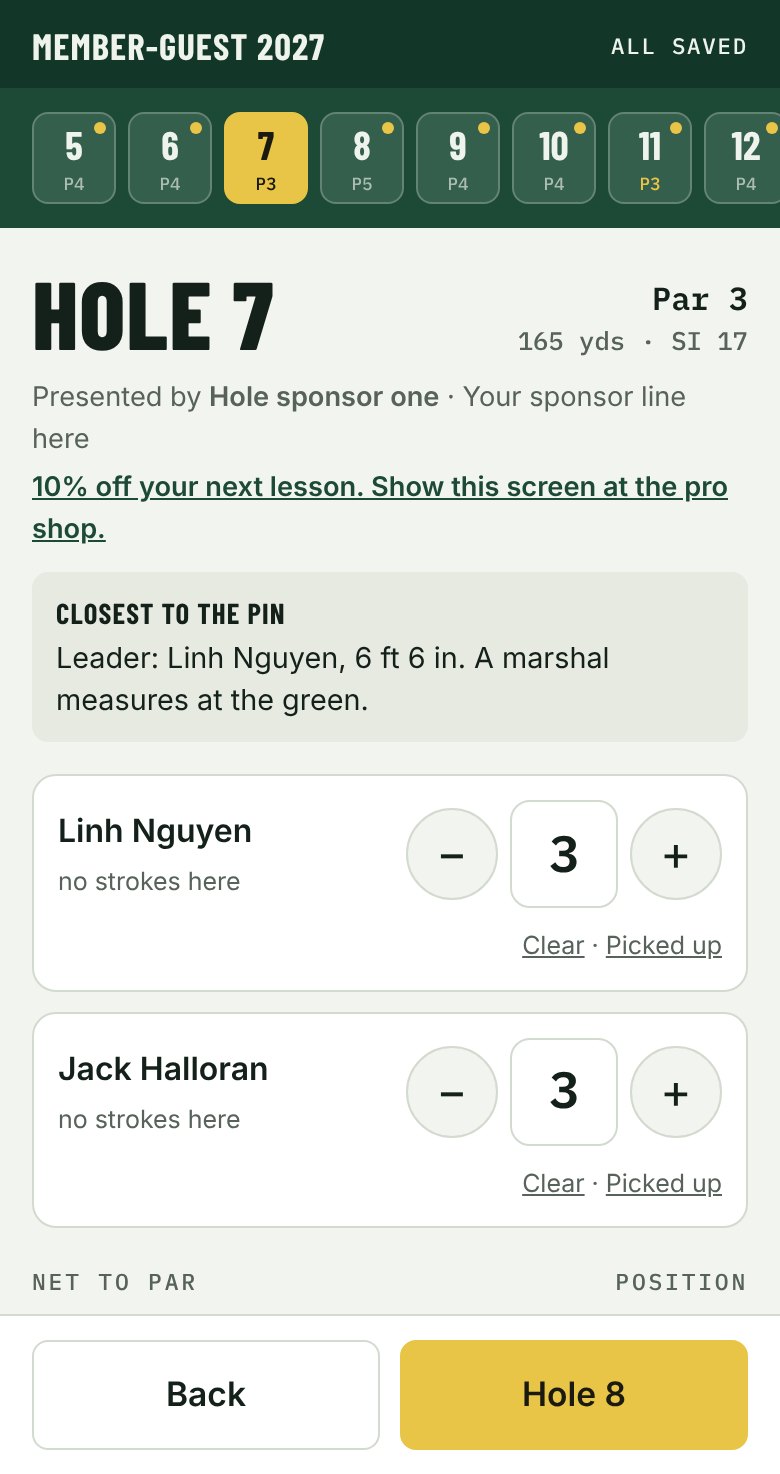 MEMBER-GUEST 2027
ALL SAVED
5 6 7 8 9 10 11 12
P4 P4 P3 P5 P4 P4 P3 P4
HOLE 7
Par 3
165 yds · SI 17
Presented by Hole sponsor one · Your sponsor line
here
10% off your next lesson. Show this screen at the pro
shop.
CLOSEST TO THE PIN
Leader: Linh Nguyen, 6 ft 6 in. A marshal
measures at the green.
Linh Nguyen
no strokes here
− 3 +
Clear · Picked up
Jack Halloran
no strokes here
− 3 +
Clear · Picked up
NET TO PAR
POSITION
Back
Hole 8